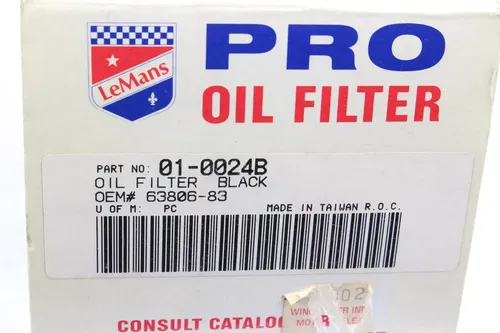 LeMans
PRO
OIL FILTER
PART NO: 01-0024B
OIL FILTER BLACK
OEM# 63806-83
U OF M: PC MADE IN TAIWAN R.O.C.
02
CONSULT CATALOG